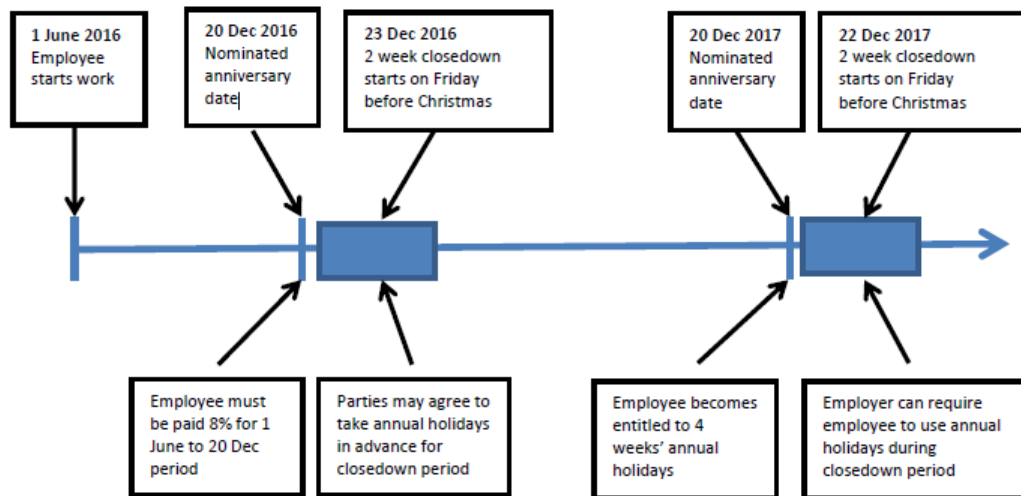 1 June 2016
Employee
starts work
20 Dec 2016
Nominated
anniversary
date
23 Dec 2016
2 week closedown
starts on Friday
before Christmas
20 Dec 2017
Nominated
anniversary
date
22 Dec 2017
2 week closedown
starts on Friday
before Christmas
Employee must
be paid 8% for 1
June to 20 Dec
period
Parties may agree to
take annual holidays
in advance for
closedown period
Employee becomes
entitled to 4
weeks’ annual
holidays
Employer can require
employee to use annual
holidays during
closedown period